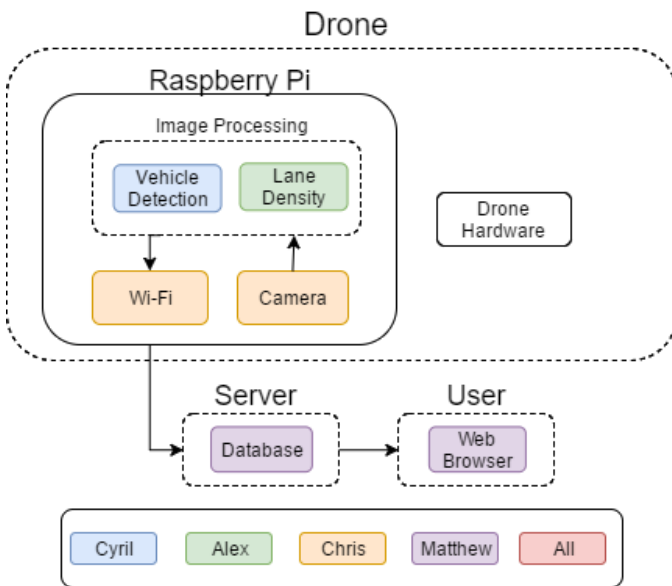 Drone
Raspberry Pi
Image Processing
Vehicle
Detection
Lane
Density
Drone
Hardware
Wi-Fi
Camera
Server
User
Database
Web
Browser
Cyril
Alex
Chris
Matthew
All